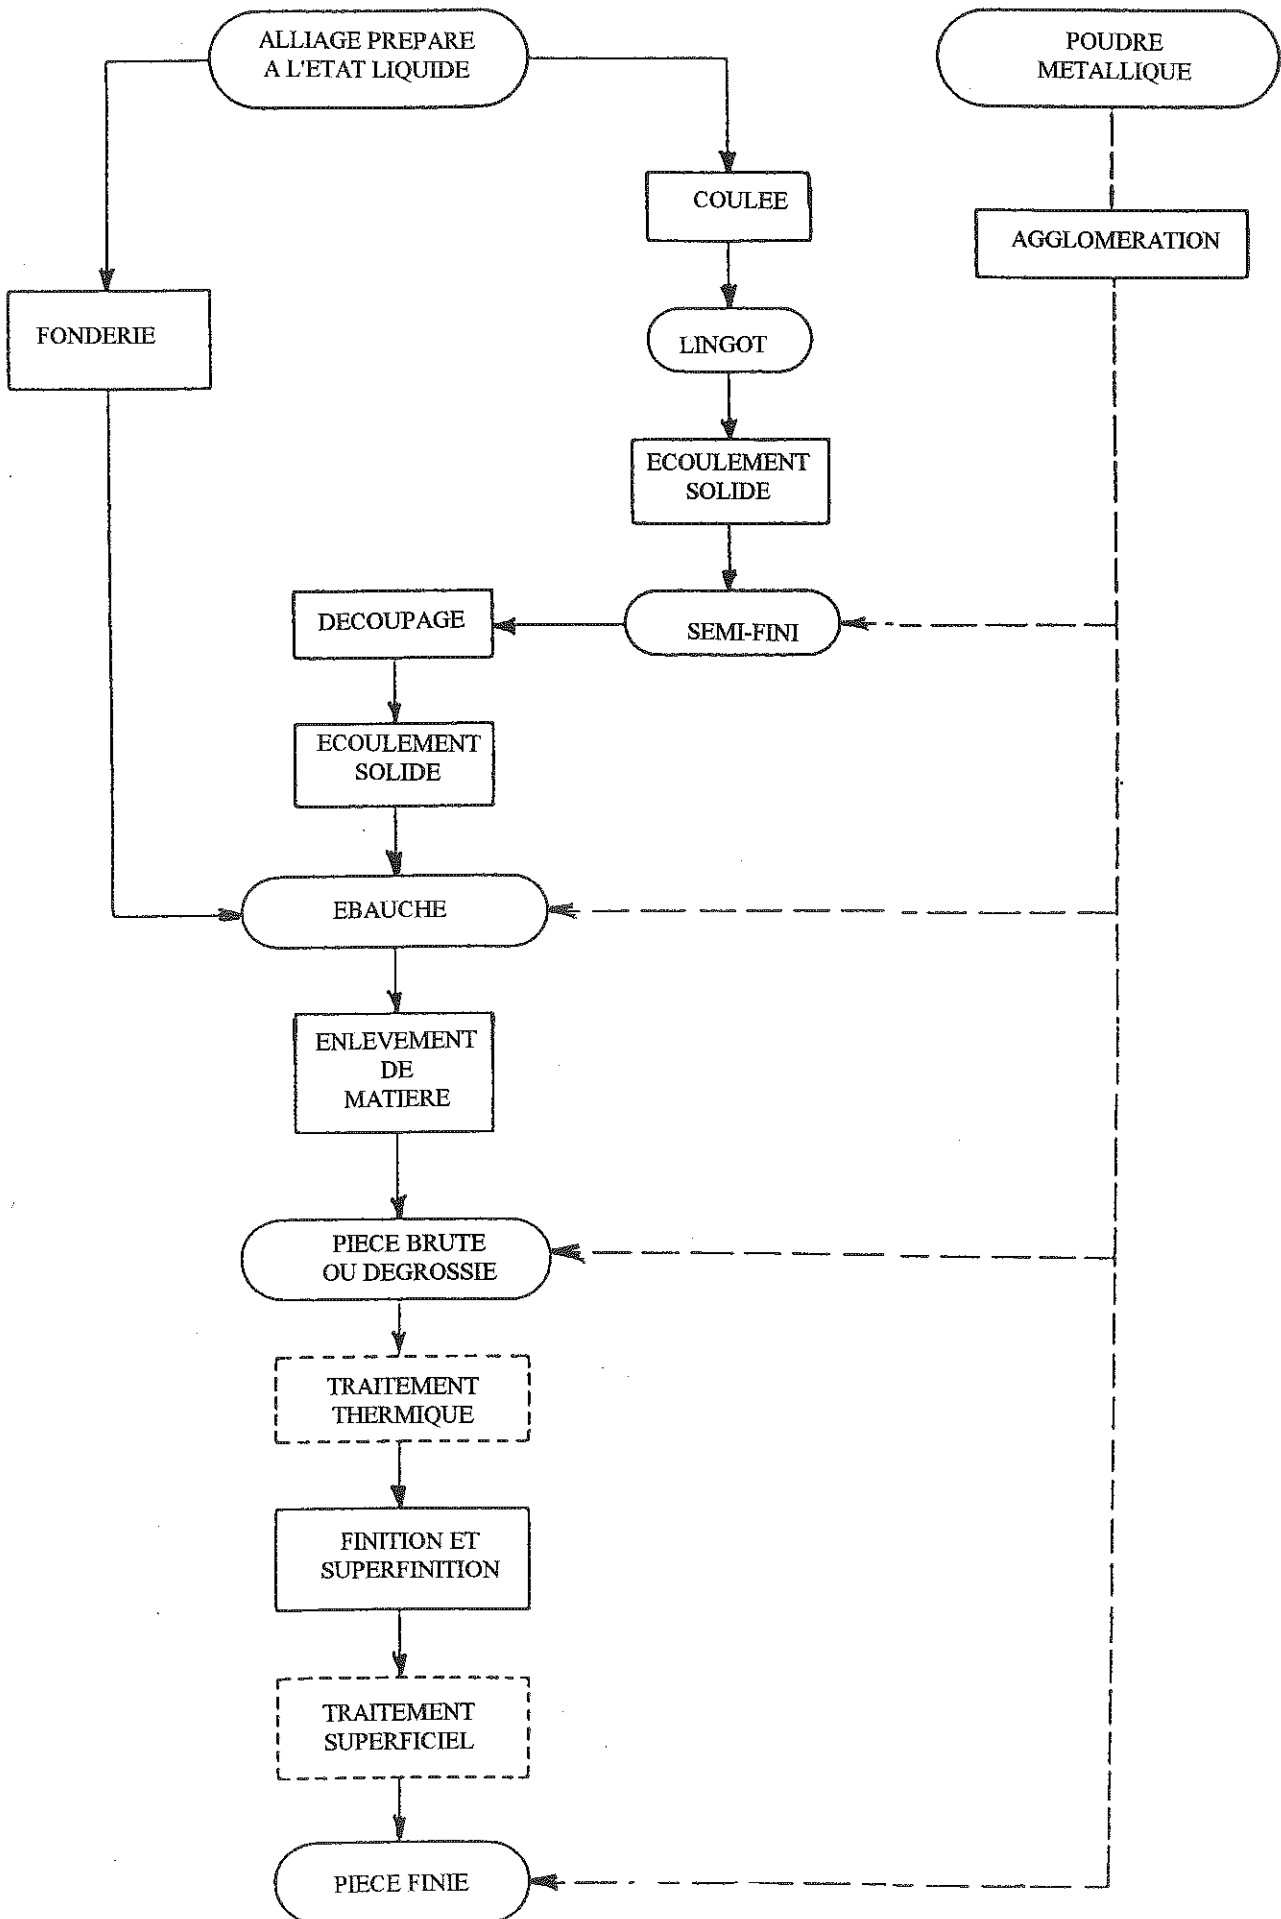 ALLIAGE PREPARE
A L'ETAT LIQUIDE
POUDRE
METALLIQUE
COULEE
AGGLOMERATION
FONDERIE
LINGOT
ECOULEMENT
SOLIDE
DECOUPAGE
SEMI-FINI
ECOULEMENT
SOLIDE
EBAUCHE
ENLEVEMENT
DE
MATIERE
PIECE BRUTE
OU DEGROSSIE
TRAITEMENT
THERMIQUE
FINITION ET
SUPERFINITION
TRAITEMENT
SUPERFICIEL
PIECE FINIE